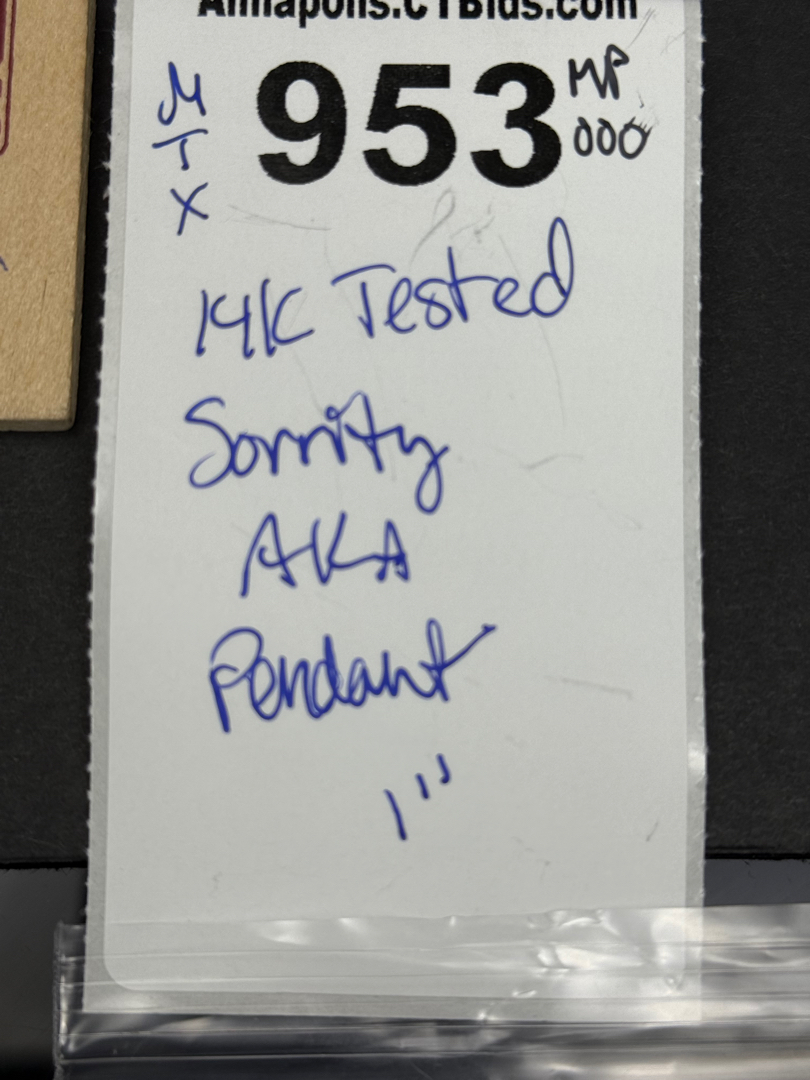 Annapolis.CTBids.com
953
MP
000
M
T
X
14K Tested
Sorrity
AKA
Pendant
1"